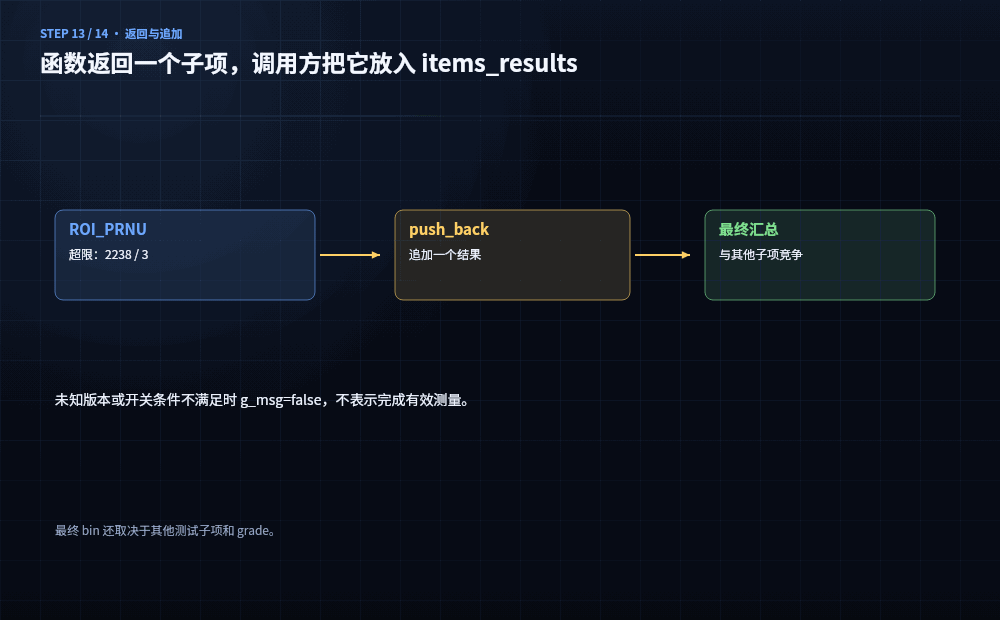 STEP 13 / 14 · 返回与追加
函数返回一个子项，调用方把它放入 items_results
ROI_PRNU
超限：2238 / 3
push_back
追加一个结果
最终汇总
与其他子项竞争
未知版本或开关条件不满足时 g_msg=false，不表示完成有效测量。
最终 bin 还取决于其他测试子项和 grade。